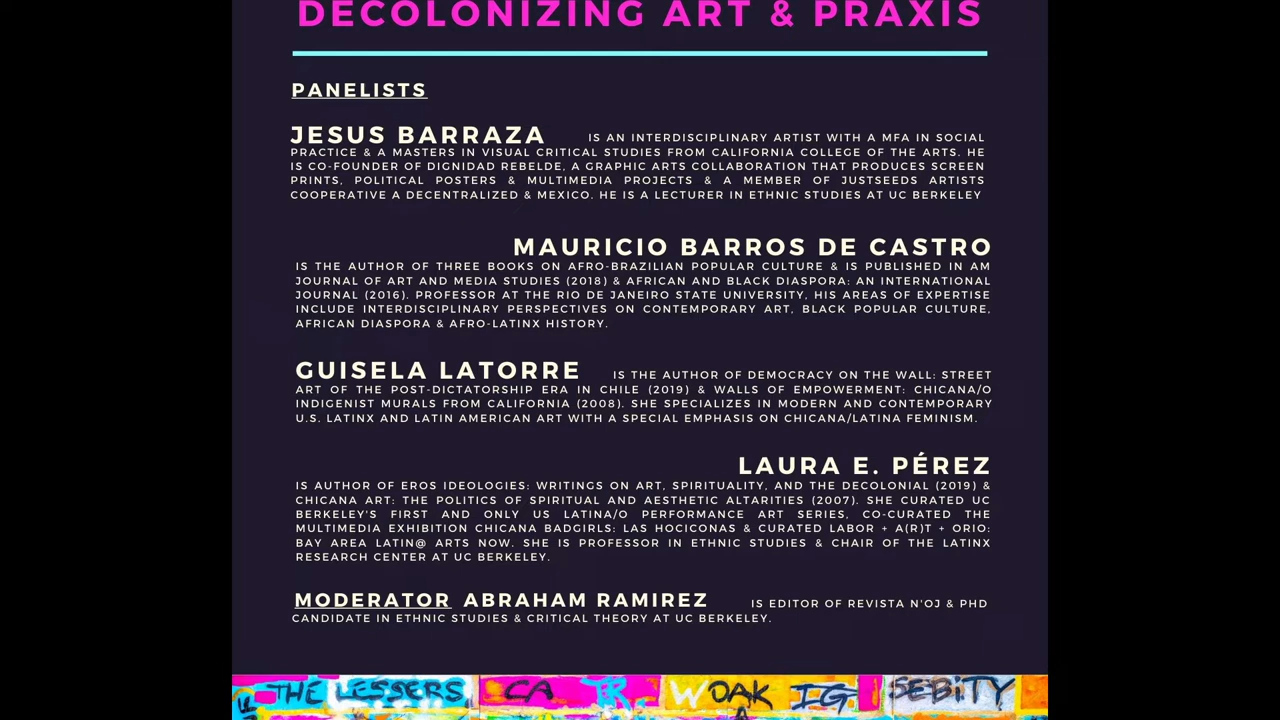 DECOLONIZING ART & PRAXIS
PANELISTS
JESUS BARRAZA IS AN INTERDISCIPLINARY ARTIST WITH A MFA IN SOCIAL
PRACTICE & A MASTERS IN VISUAL CRITICAL STUDIES FROM CALIFORNIA COLLEGE OF THE ARTS. HE
IS CO-FOUNDER OF DIGNIDAD REBELDE, A GRAPHIC ARTS COLLABORATION THAT PRODUCES SCREEN
PRINTS, POLITICAL POSTERS & MULTIMEDIA PROJECTS & A MEMBER OF JUSTSEEDS ARTISTS
COOPERATIVE A DECENTRALIZED & MEXICO. HE IS A LECTURER IN ETHNIC STUDIES AT UC BERKELEY
MAURICIO BARROS DE CASTRO
IS THE AUTHOR OF THREE BOOKS ON AFRO-BRAZILIAN POPULAR CULTURE & IS PUBLISHED IN AM
JOURNAL OF ART AND MEDIA STUDIES (2018) & AFRICAN AND BLACK DIASPORA: AN INTERNATIONAL
JOURNAL (2016). PROFESSOR AT THE RIO DE JANEIRO STATE UNIVERSITY, HIS AREAS OF EXPERTISE
INCLUDE INTERDISCIPLINARY PERSPECTIVES ON CONTEMPORARY ART, BLACK POPULAR CULTURE,
AFRICAN DIASPORA & AFRO-LATINX HISTORY.
GUISELA LATORRE IS THE AUTHOR OF DEMOCRACY ON THE WALL: STREET
ART OF THE POST-DICTATORSHIP ERA IN CHILE (2019) & WALLS OF EMPOWERMENT: CHICANA/O
INDIGENIST MURALS FROM CALIFORNIA (2008). SHE SPECIALIZES IN MODERN AND CONTEMPORARY
U.S. LATINX AND LATIN AMERICAN ART WITH A SPECIAL EMPHASIS ON CHICANA/LATINA FEMINISM.
LAURA E. PÉREZ
IS AUTHOR OF EROS IDEOLOGIES: WRITINGS ON ART, SPIRITUALITY, AND THE DECOLONIAL (2019) &
CHICANA ART: THE POLITICS OF SPIRITUAL AND AESTHETIC ALTARITIES (2007). SHE CURATED UC
BERKELEY'S FIRST AND ONLY US LATINA/O PERFORMANCE ART SERIES, CO-CURATED THE
MULTIMEDIA EXHIBITION CHICANA BADGIRLS: LAS HOCICONAS & CURATED LABOR + A(R)T + ORIO:
BAY AREA LATIN@ ARTS NOW. SHE IS PROFESSOR IN ETHNIC STUDIES & CHAIR OF THE LATINX
RESEARCH CENTER AT UC BERKELEY.
MODERATOR ABRAHAM RAMIREZ IS EDITOR OF REVISTA N'OJ & PHD
CANDIDATE IN ETHNIC STUDIES & CRITICAL THEORY AT UC BERKELEY.
THE LESSERS CA TR W OAK IG SEBITY